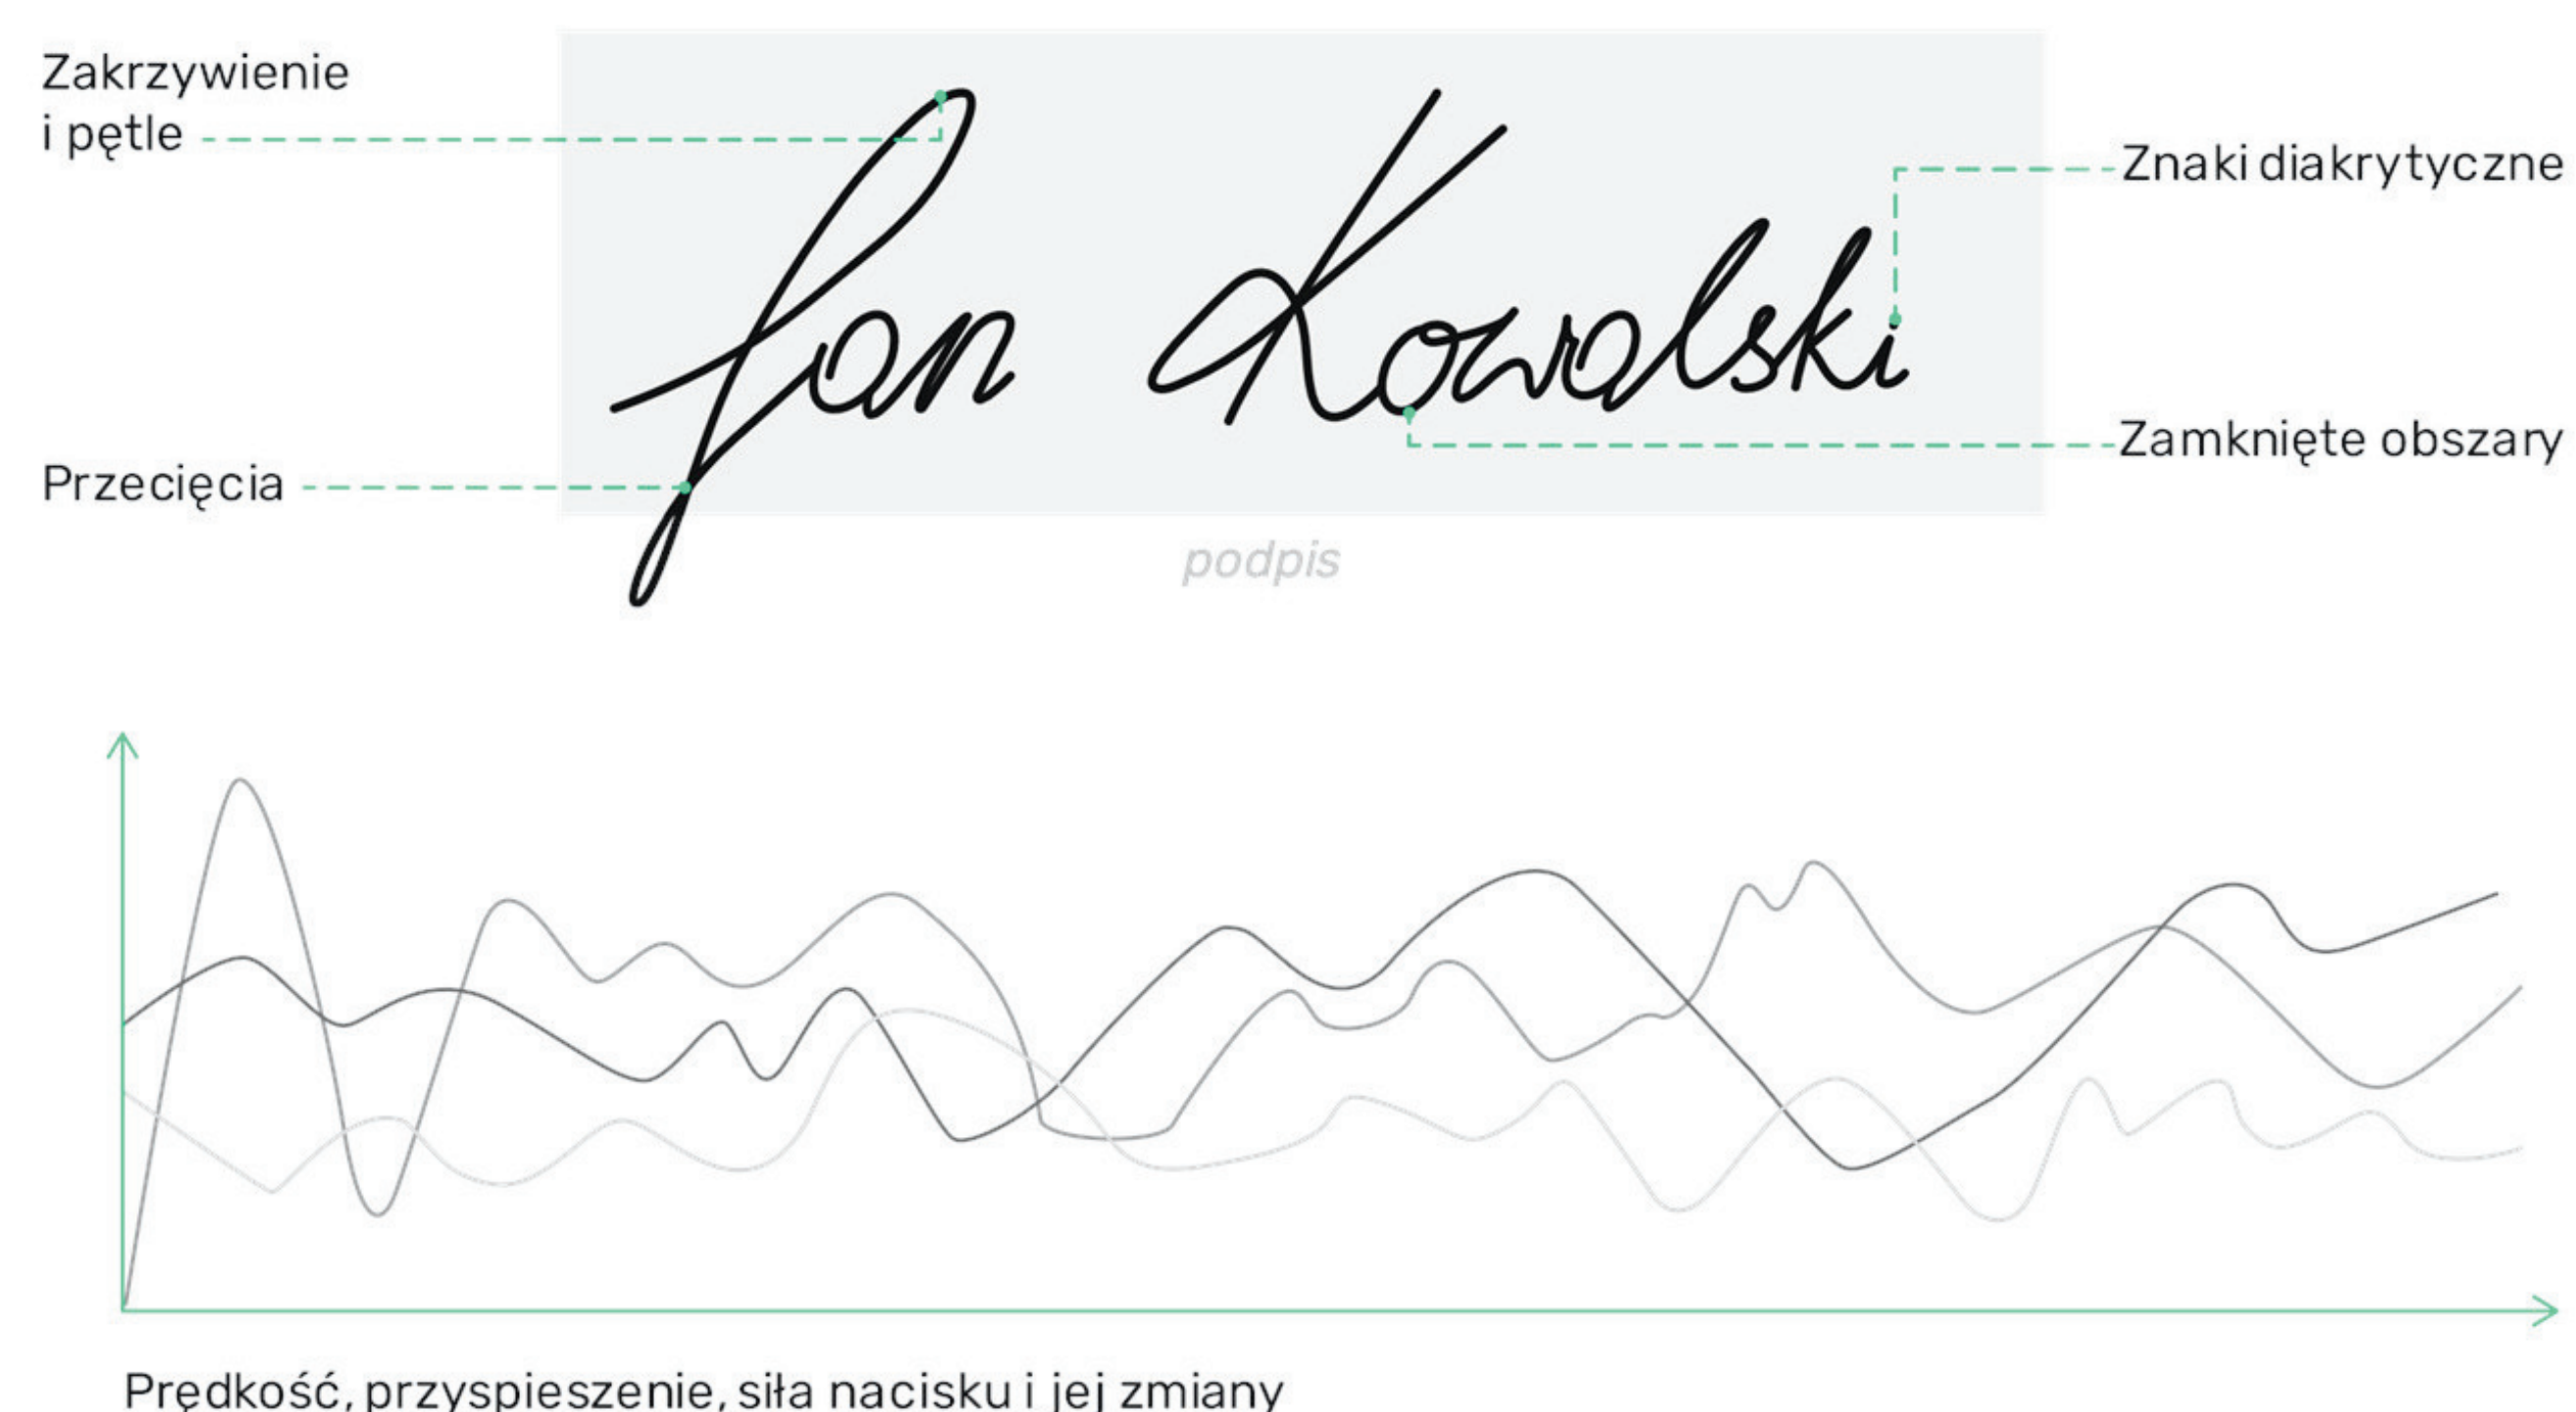 Zakrzywienie
i pętle
Jan Kowalski
Znaki diakrytyczne
Zamknięte obszary
Przecięcia
podpis
Prędkość, przyspieszenie, siła nacisku i jej zmiany